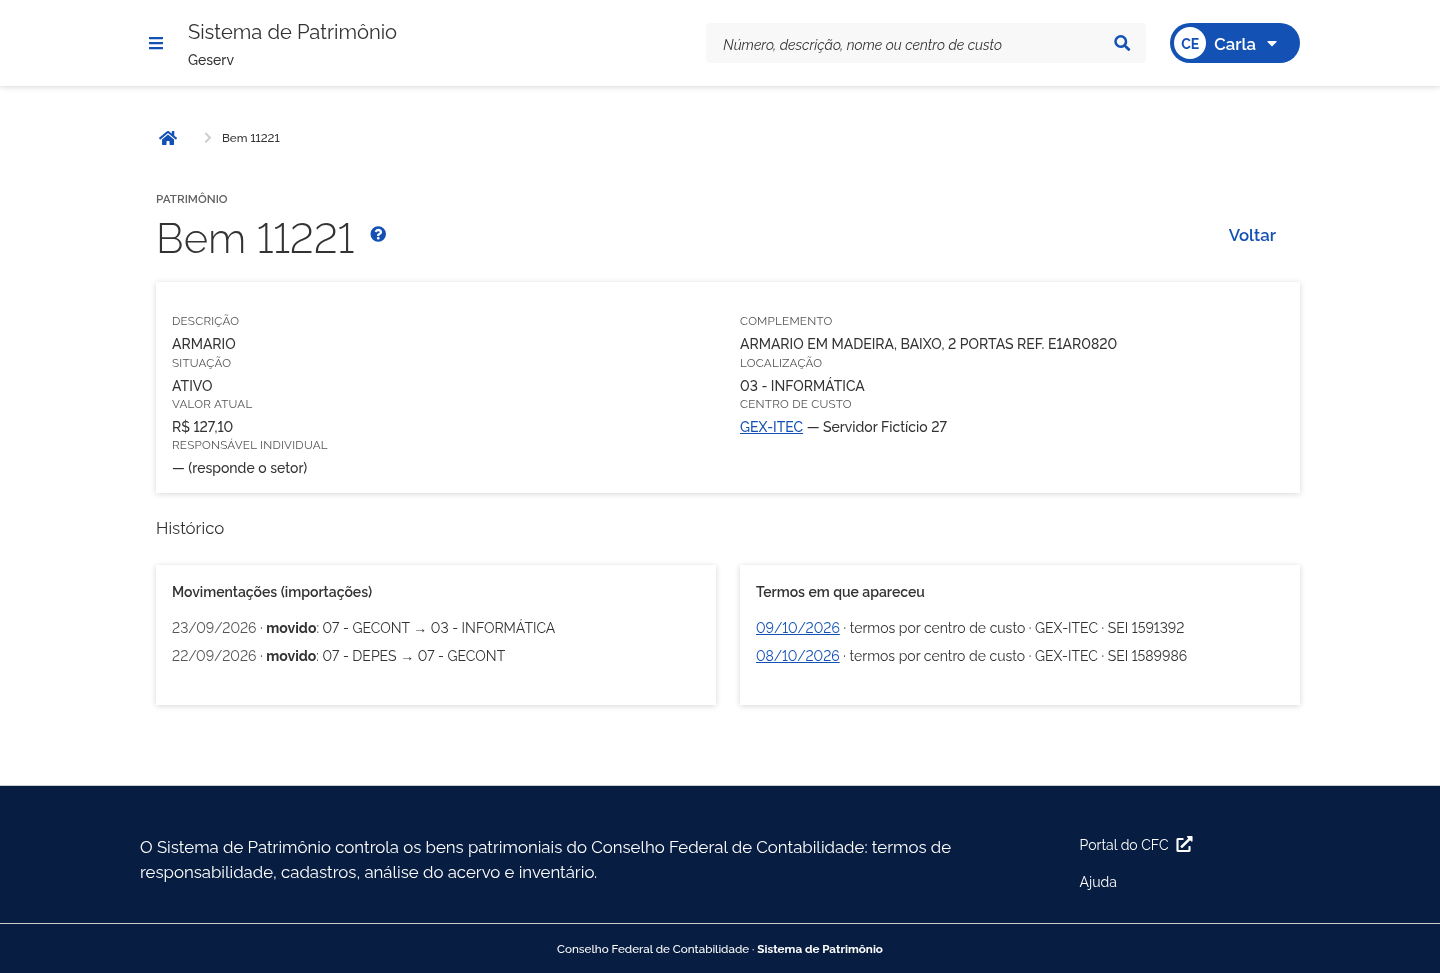 Sistema de Patrimônio
Geserv
Número, descrição, nome ou centro de custo
CE Carla
Bem 11221
PATRIMÔNIO
Bem 11221
Voltar
DESCRIÇÃO
ARMARIO
SITUAÇÃO
ATIVO
VALOR ATUAL
R$ 127,10
RESPONSÁVEL INDIVIDUAL
— (responde o setor)
COMPLEMENTO
ARMARIO EM MADEIRA, BAIXO, 2 PORTAS REF. E1AR0820
LOCALIZAÇÃO
03 - INFORMÁTICA
CENTRO DE CUSTO
GEX-ITEC — Servidor Fictício 27
Histórico
Movimentações (importações)
23/09/2026 · movido: 07 - GECONT → 03 - INFORMÁTICA
22/09/2026 · movido: 07 - DEPES → 07 - GECONT
Termos em que apareceu
09/10/2026 · termos por centro de custo · GEX-ITEC · SEI 1591392
08/10/2026 · termos por centro de custo · GEX-ITEC · SEI 1589986
O Sistema de Patrimônio controla os bens patrimoniais do Conselho Federal de Contabilidade: termos de
responsabilidade, cadastros, análise do acervo e inventário.
Portal do CFC
Ajuda
Conselho Federal de Contabilidade · Sistema de Patrimônio